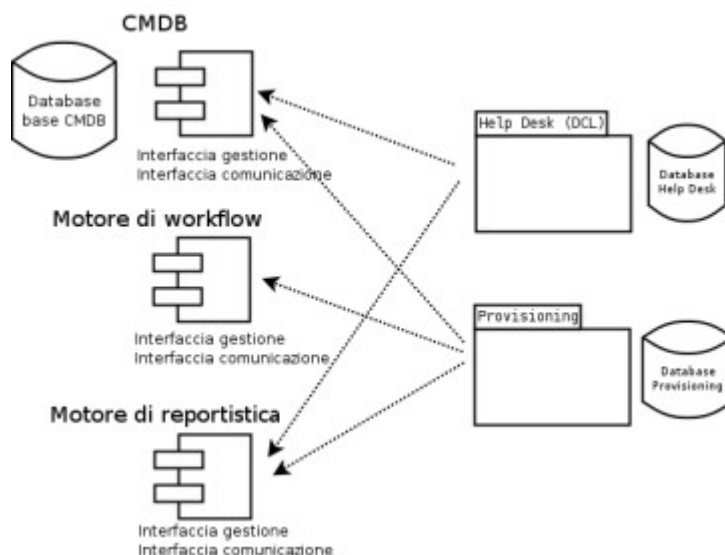 CMDB
Database
base CMDB
Interfaccia gestione
Interfaccia comunicazione
Help Desk (DCL)
Database
Help Desk
Motore di workflow
Interfaccia gestione
Interfaccia comunicazione
Provisioning
Database
Provisioning
Motore di reportistica
Interfaccia gestione
Interfaccia comunicazione